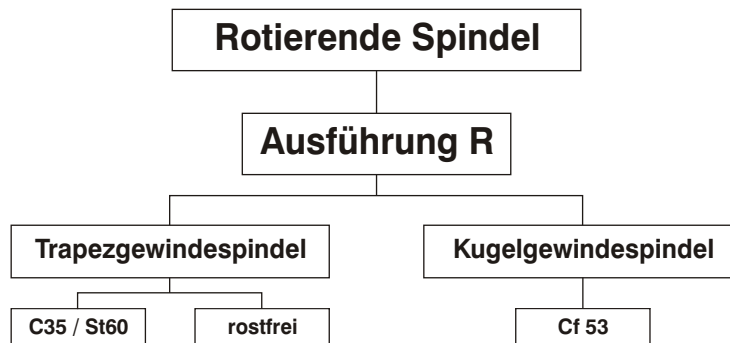 Rotierende Spindel
Ausführung R
Trapezgewindespindel
Kugelgewindespindel
C35 / St60
rostfrei
Cf 53